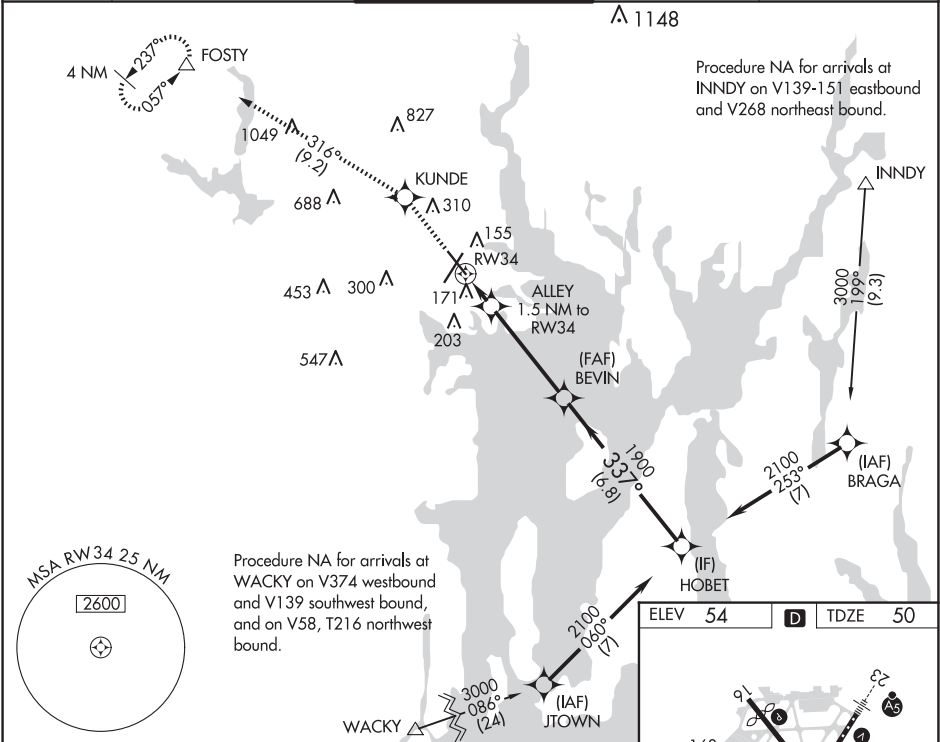 1148
237°
FOSTY
4 NM
057°
Procedure NA for arrivals at
INNDY on V139-151 eastbound
and V268 northeast bound.
1049
827
316°
(9.2)
KUNDE
INNDY
688
310
155
RW34
3000
199°
(9.3)
453
300
171
ALLEY
1.5 NM to
RW34
203
547
(FAF)
BEVIN
1900
337°
(6.8)
2100
253°
(7)
(IAF)
BRAGA
MSA RW34 25 NM
2600
Procedure NA for arrivals at
WACKY on V374 westbound
and V139 southwest bound,
and on V58, T216 northwest
bound.
(IF)
HOBET
2100
060°
(7)
ELEV 54
D
TDZE 50
3000
086°
(24)
WACKY
(IAF)
JTOWN
16
23
A5